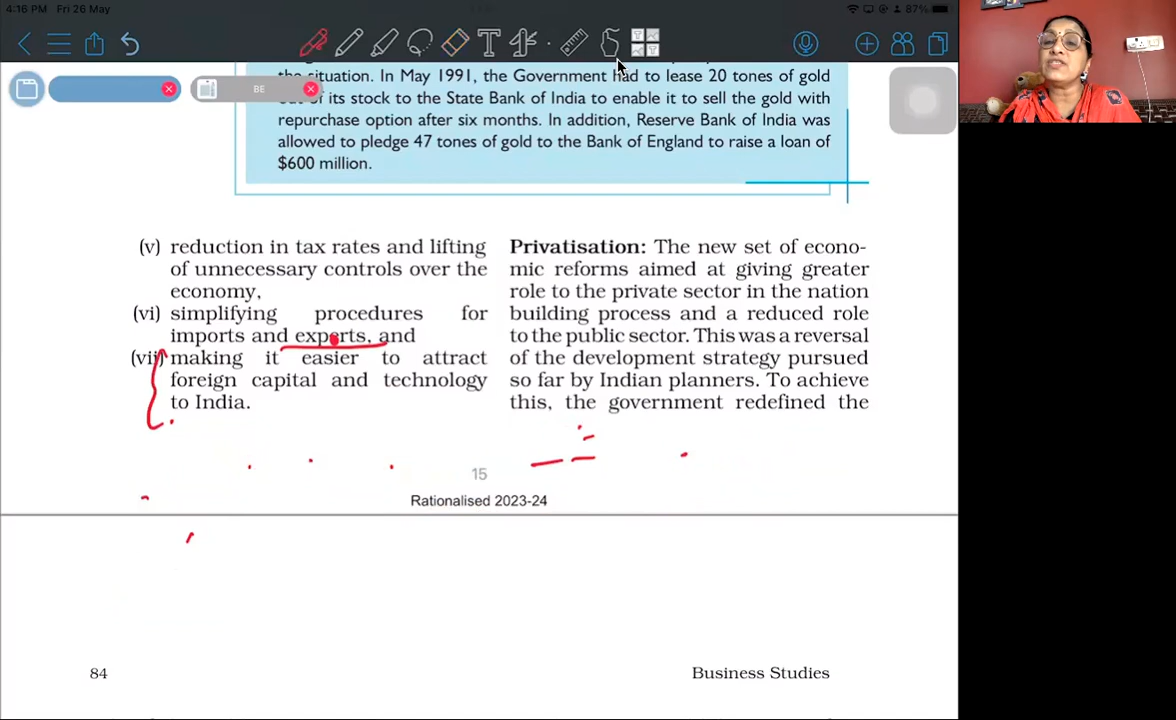 4:16 PM Fri 26 May
87%
BE
the situation. In May 1991, the Government had to lease 20 tones of gold
of its stock to the State Bank of India to enable it to sell the gold with
repurchase option after six months. In addition, Reserve Bank of India was
allowed to pledge 47 tones of gold to the Bank of England to raise a loan of
$600 million.
(v) reduction in tax rates and lifting
of unnecessary controls over the
economy,
(vi) simplifying procedures for
imports and experts, and
(vii) making it easier to attract
foreign capital and technology
to India.
Privatisation: The new set of econo-
mic reforms aimed at giving greater
role to the private sector in the nation
building process and a reduced role
to the public sector. This was a reversal
of the development strategy pursued
so far by Indian planners. To achieve
this, the government redefined the
15
Rationalised 2023-24
84
Business Studies